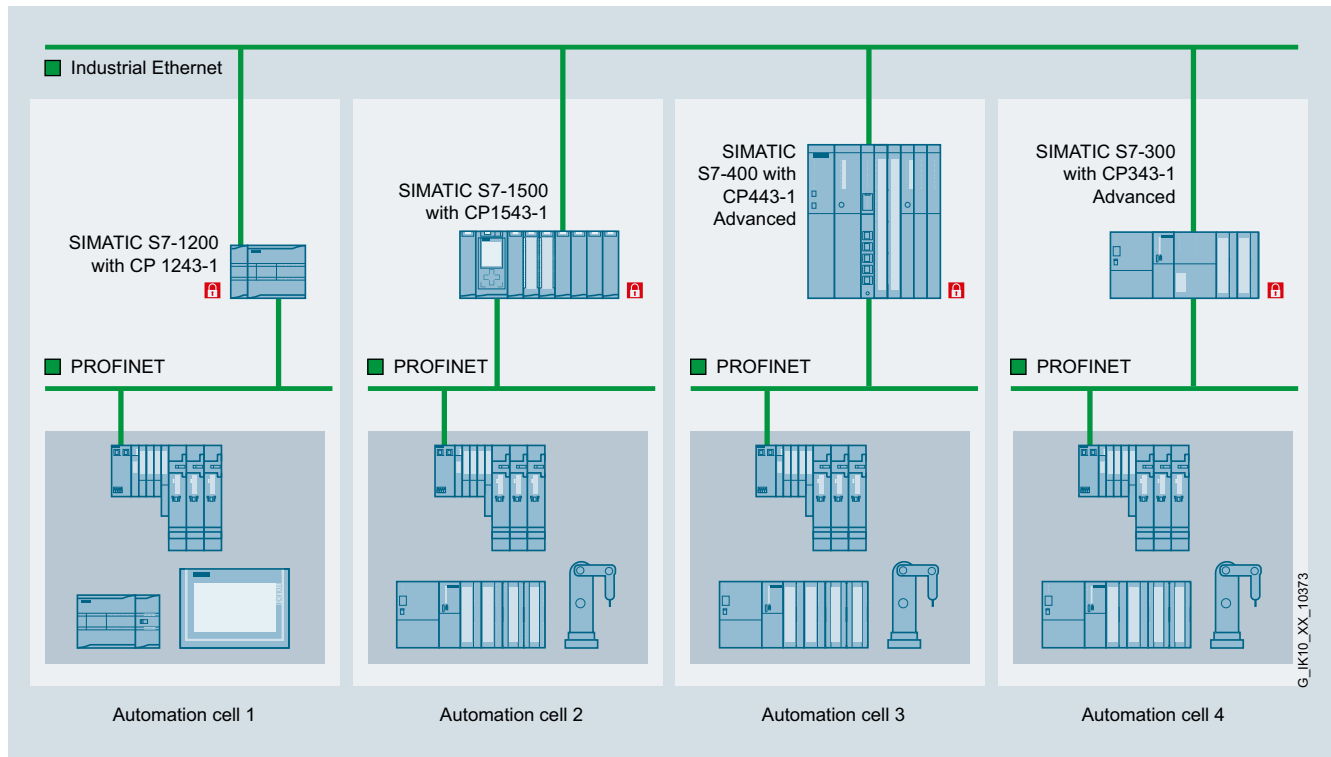 Industrial Ethernet
SIMATIC S7-1200
with CP 1243-1
SIMATIC S7-1500
with CP1543-1
SIMATIC
S7-400 with
CP443-1
Advanced
SIMATIC S7-300
with CP343-1
Advanced
PROFINET
PROFINET
PROFINET
PROFINET
G_IK10_XX_10373
Automation cell 1
Automation cell 2
Automation cell 3
Automation cell 4